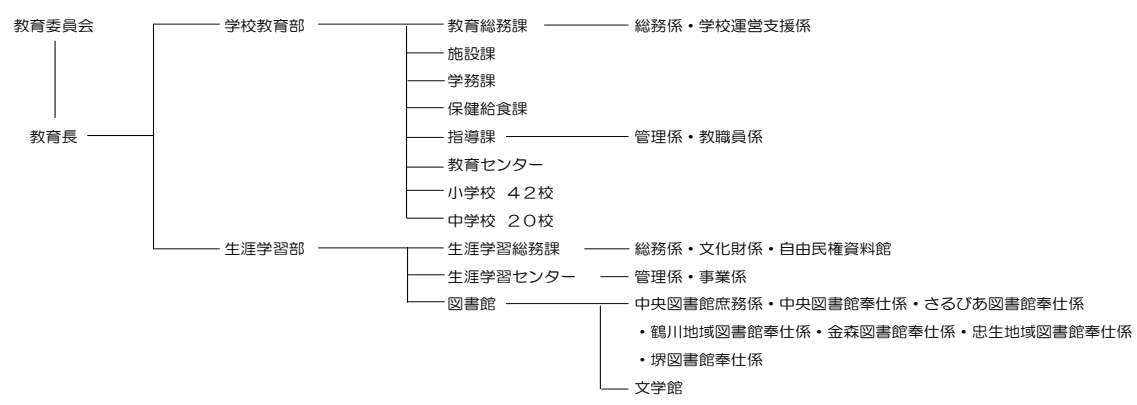 教育委員会 学校教育部 教育総務課 総務係・学校運営支援係
施設課
学務課
保健給食課
教育長 指導課 管理係・教職員係
教育センター
小学校 42校
中学校 20校
生涯学習部 生涯学習総務課 総務係・文化財係・自由民権資料館
生涯学習センター 管理係・事業係
図書館 中央図書館庶務係・中央図書館奉仕係・さるびあ図書館奉仕係
・鶴川地域図書館奉仕係・金森図書館奉仕係・忠生地域図書館奉仕係
・堺図書館奉仕係
文学館